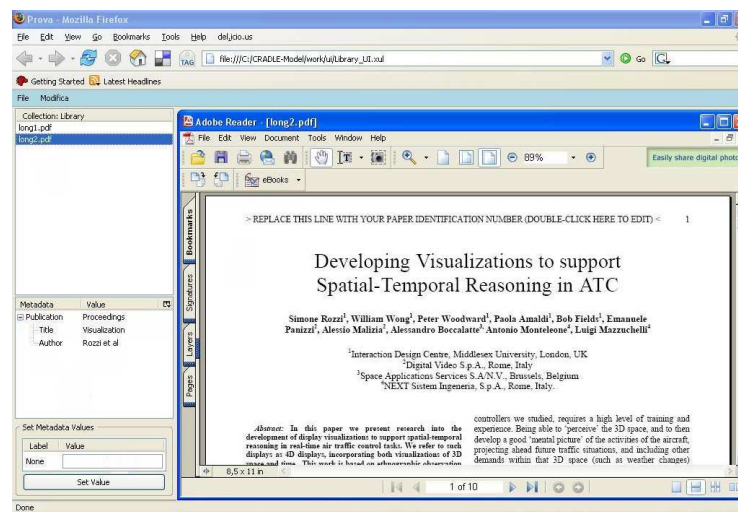 Prova - Mozilla Firefox
File Edit View Go Bookmarks Tools Help del.icio.us
TAG file:///C:/CRADLE-Model/work/ui/Library_UI.xul Go
Getting Started Latest Headlines
File Modifica
Collection: Library
long1.pdf
long2.pdf
Metadata Value
Publication Proceedings
Title Visualization
Author Rozzi et al
Set Metadata Values
Label Value
None
Set Value
Done
Adobe Reader - [long2.pdf]
File Edit View Document Tools Window Help
89% Easily share digital photo
eBooks
Bookmarks
Signatures
Layers
Pages
> REPLACE THIS LINE WITH YOUR PAPER IDENTIFICATION NUMBER (DOUBLE-CLICK HERE TO EDIT) < 1
Developing Visualizations to support
Spatial-Temporal Reasoning in ATC
Simone Rozzi¹, William Wong¹, Peter Woodward¹, Paola Amaldi¹, Bob Fields¹, Emanuele
Panizzi², Alessio Malizia², Alessandro Boccalatte³, Antonio Monteleone⁴, Luigi Mazzucchelli⁴
¹Interaction Design Centre, Middlesex University, London, UK
²Digital Video S.p.A., Rome, Italy
³Space Applications Services S.A/N.V., Brussels, Belgium
⁴NEXT Sistem Ingeneria, S.p.A., Rome, Italy.
Abstract: In this paper we present research into the
development of display visualizations to support spatial-temporal
reasoning in real-time air traffic control tasks. We refer to such
displays as 4D displays, incorporating both visualizations of 3D
space and time. This work is based on ethnographic observation
controllers we studied, requires a high level of training and
experience. Being able to 'perceive' the 3D space, and to then
develop a good 'mental picture' of the activities of the aircraft,
projecting ahead future traffic situations, and including other
demands within that 3D space (such as weather changes)
8,5 x 11 in
1 of 10